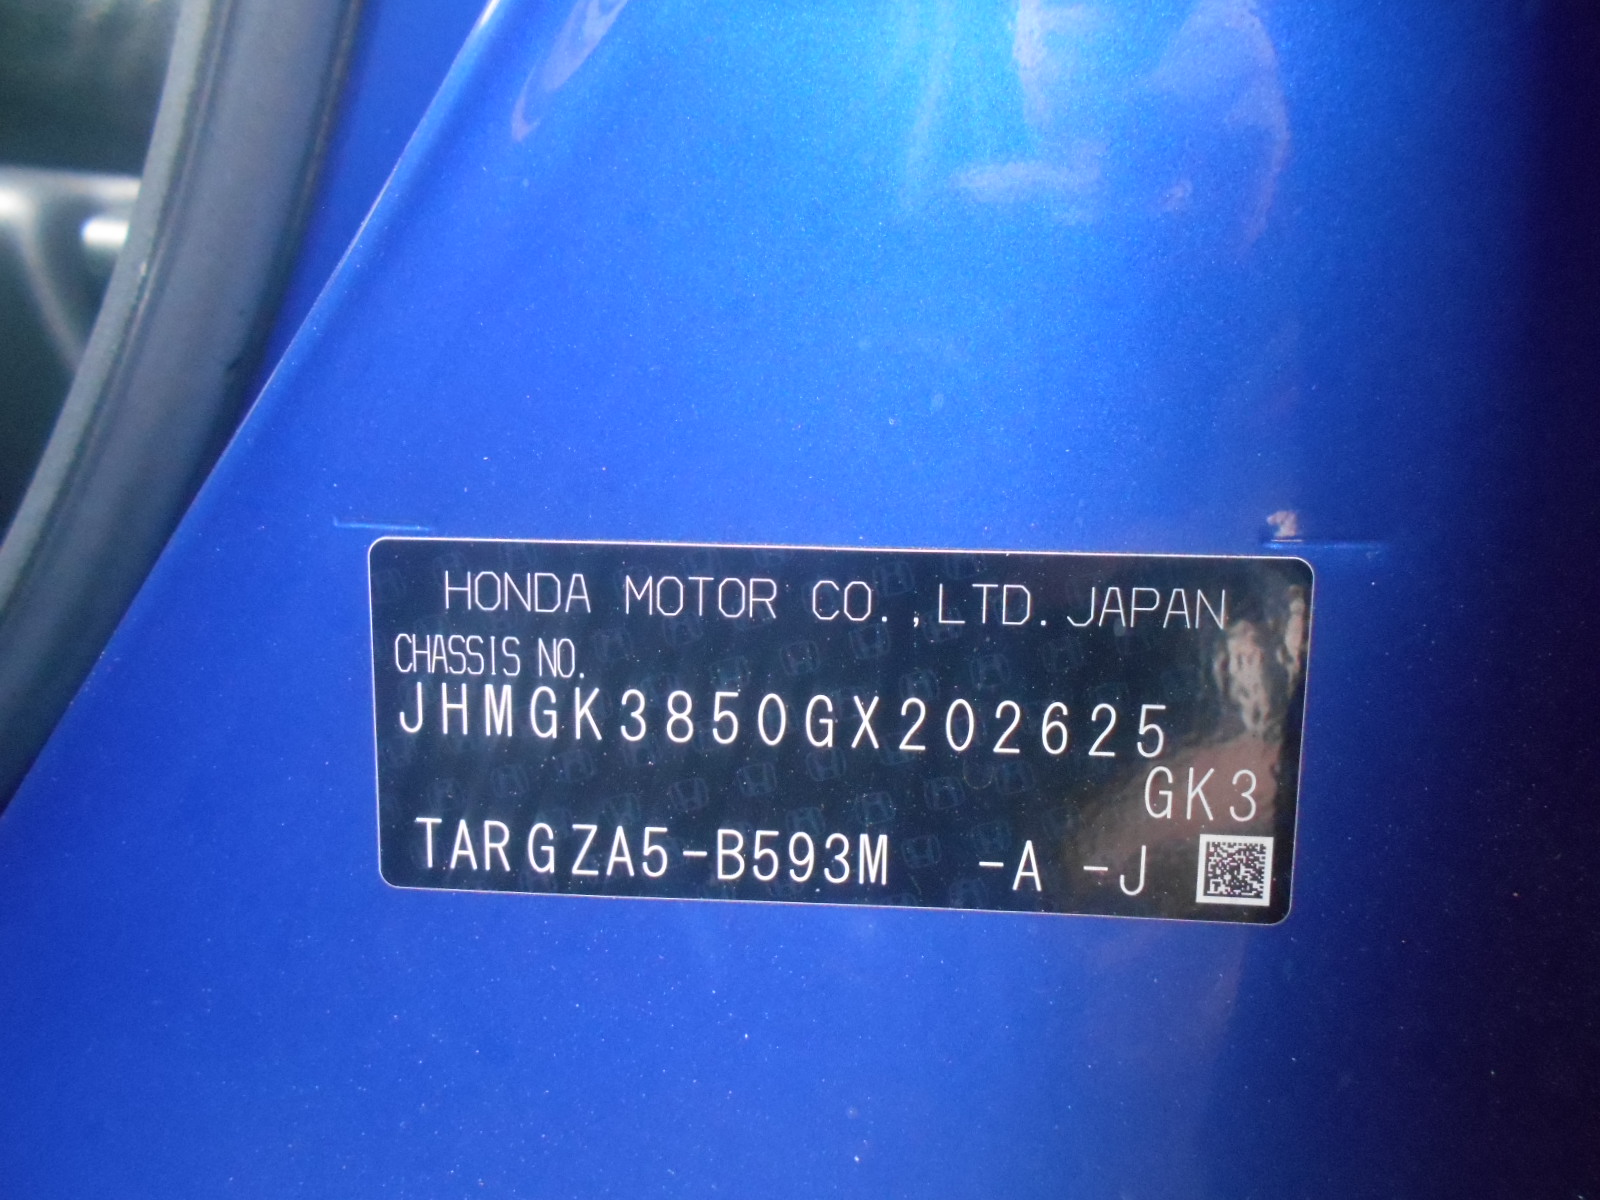 HONDA MOTOR CO.,LTD.JAPAN
CHASSIS NO.
JHMGK3850GX202625
GK3
TARGZA5-B593M -A -J